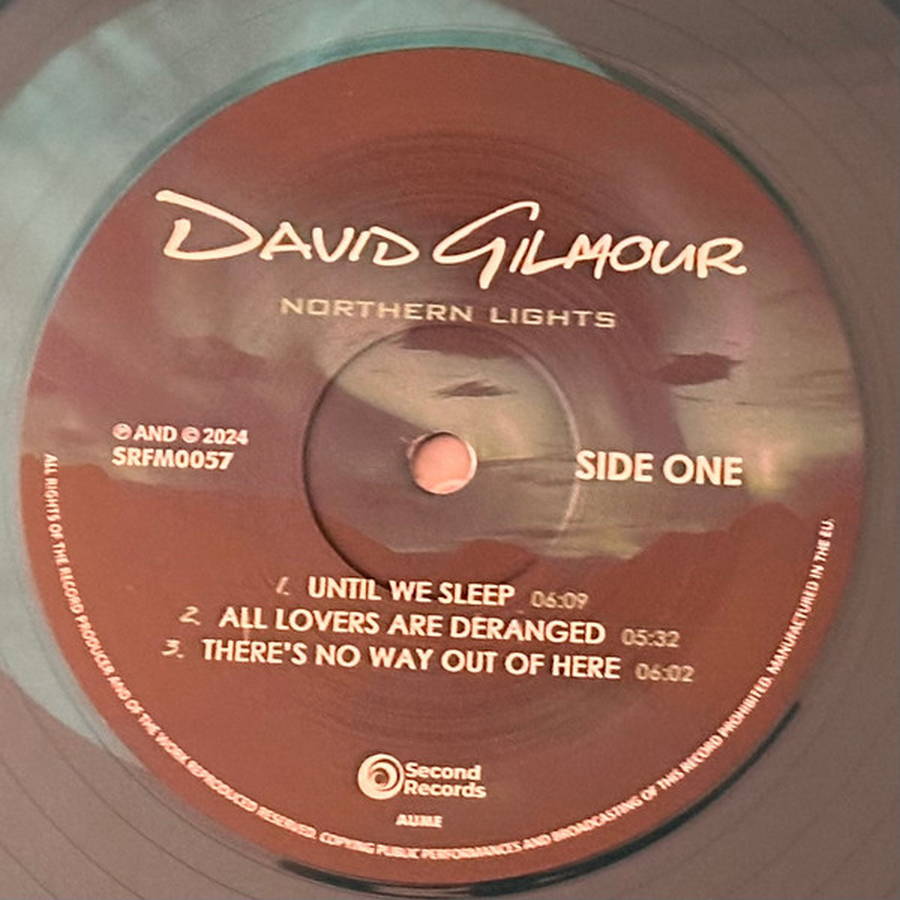 DAVID GILMOUR
NORTHERN LIGHTS
℗ AND © 2024
SRFM0057
SIDE ONE
1. UNTIL WE SLEEP 06:09
2. ALL LOVERS ARE DERANGED 05:32
3. THERE'S NO WAY OUT OF HERE 06:02
Second
Records
AUME
ALL RIGHTS OF THE RECORD PRODUCER AND OF THE WORK REPRODUCED RESERVED. COPYING PUBLIC PERFORMANCES AND BROADCASTING OF THIS RECORD PROHIBITED. MANUFACTURED IN THE EU.